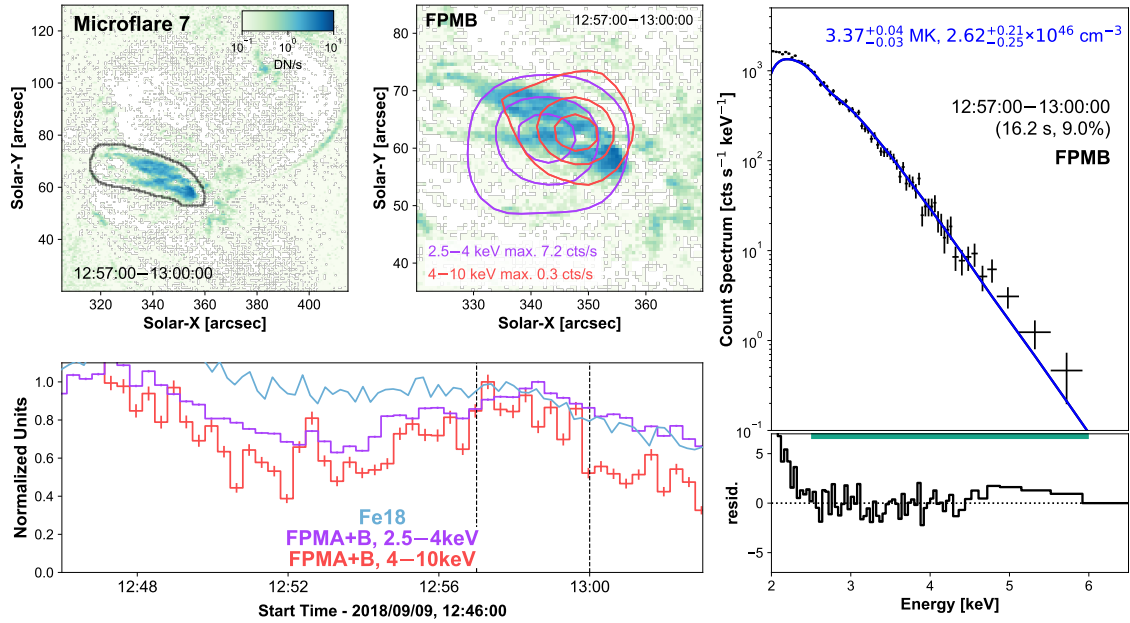 Microflare 7
10⁻¹ 10⁰ 10¹
DN/s
12:57:00−13:00:00
Solar-Y [arcsec]
40 60 80 100 120
320 340 360 380 400
Solar-X [arcsec]
FPMB
12:57:00−13:00:00
2.5−4 keV max. 7.2 cts/s
4−10 keV max. 0.3 cts/s
Solar-Y [arcsec]
40 50 60 70 80
330 340 350 360
Solar-X [arcsec]
3.37+0.04−0.03 MK, 2.62+0.21−0.25×10⁴⁶ cm⁻³
12:57:00−13:00:00
(16.2 s, 9.0%)
FPMB
Count Spectrum [cts s⁻¹ keV⁻¹]
10³
10²
10¹
10⁰
10⁻¹
10
5
0
−5
resid.
2 3 4 5 6
Energy [keV]
Normalized Units
1.0
0.8
0.6
0.4
0.2
0.0
Fe18
FPMA+B, 2.5−4keV
FPMA+B, 4−10keV
12:48 12:52 12:56 13:00
Start Time - 2018/09/09, 12:46:00